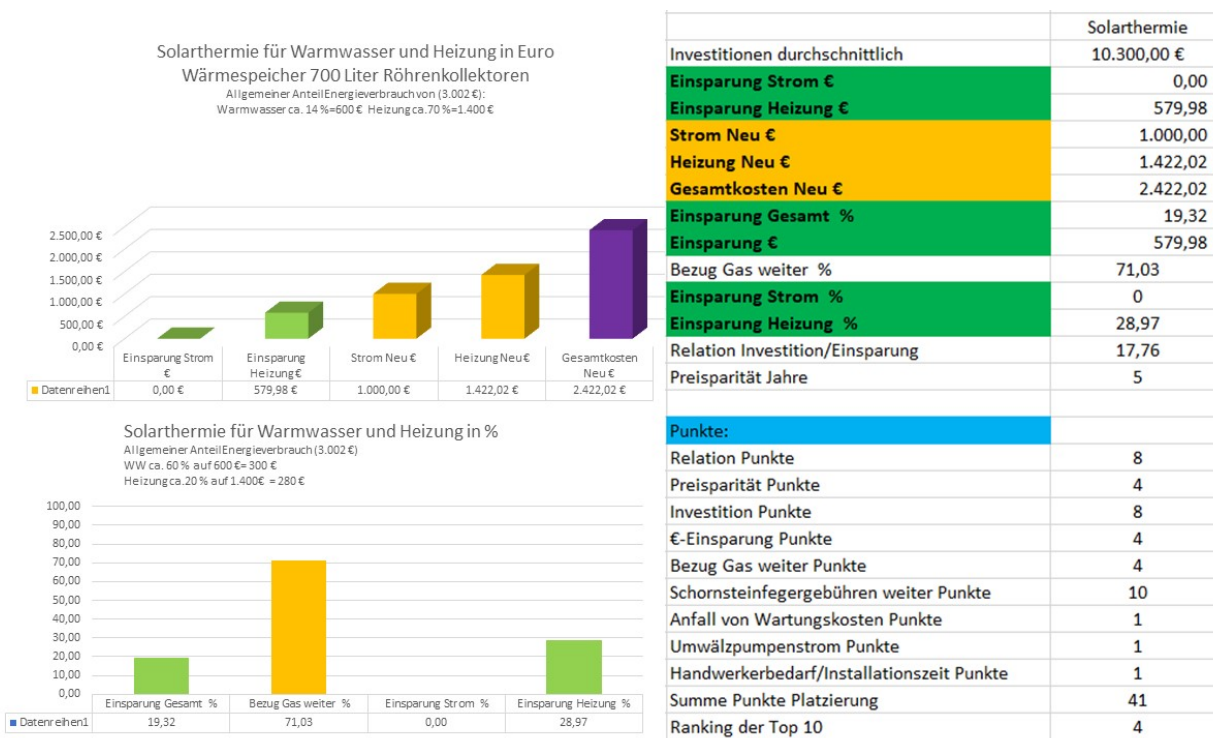 Solarthermie für Warmwasser und Heizung in Euro
Wärmespeicher 700 Liter Röhrenkollektoren
Allgemeiner AnteilEnergieverbrauch von (3.002 €):
Warmwasser ca. 14 %=600 € Heizung ca.70 %=1.400 €
2.500,00 €
2.000,00 €
1.500,00 €
1.000,00 €
500,00 €
0,00 €
Einsparung Strom € Einsparung Heizung € Strom Neu € Heizung Neu € Gesamtkosten Neu €
Datenreihen1 0,00 € 579,98 € 1.000,00 € 1.422,02 € 2.422,02 €
Solarthermie für Warmwasser und Heizung in %
Allgemeiner AnteilEnergieverbrauch (3.002 €)
WW ca. 60 % auf 600 €= 300 €
Heizung ca.20 % auf 1.400€ = 280 €
100,00
90,00
80,00
70,00
60,00
50,00
40,00
30,00
20,00
10,00
0,00
Einsparung Gesamt % Bezug Gas weiter % Einsparung Strom % Einsparung Heizung %
Datenreihen1 19,32 71,03 0,00 28,97
Solarthermie
Investitionen durchschnittlich 10.300,00 €
Einsparung Strom € 0,00
Einsparung Heizung € 579,98
Strom Neu € 1.000,00
Heizung Neu € 1.422,02
Gesamtkosten Neu € 2.422,02
Einsparung Gesamt % 19,32
Einsparung € 579,98
Bezug Gas weiter % 71,03
Einsparung Strom % 0
Einsparung Heizung % 28,97
Relation Investition/Einsparung 17,76
Preisparität Jahre 5
Punkte:
Relation Punkte 8
Preisparität Punkte 4
Investition Punkte 8
€-Einsparung Punkte 4
Bezug Gas weiter Punkte 4
Schornsteinfegergebühren weiter Punkte 10
Anfall von Wartungskosten Punkte 1
Umwälzpumpenstrom Punkte 1
Handwerkerbedarf/Installationszeit Punkte 1
Summe Punkte Platzierung 41
Ranking der Top 10 4